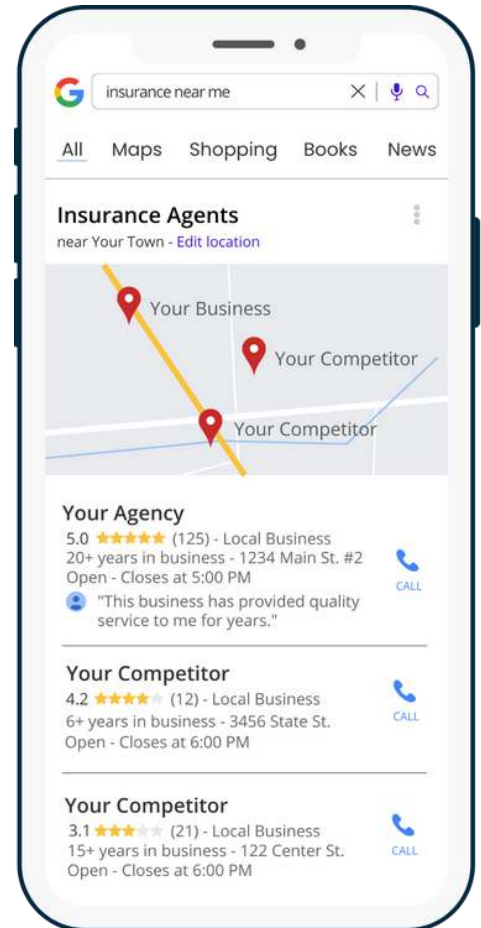 insurance near me
All Maps Shopping Books News
Insurance Agents
near Your Town - Edit location
Your Business
Your Competitor
Your Competitor
Your Agency
5.0 (125) - Local Business
20+ years in business - 1234 Main St. #2
Open - Closes at 5:00 PM
CALL
"This business has provided quality
service to me for years."
Your Competitor
4.2 (12) - Local Business
6+ years in business - 3456 State St.
Open - Closes at 6:00 PM
CALL
Your Competitor
3.1 (21) - Local Business
15+ years in business - 122 Center St.
Open - Closes at 6:00 PM
CALL